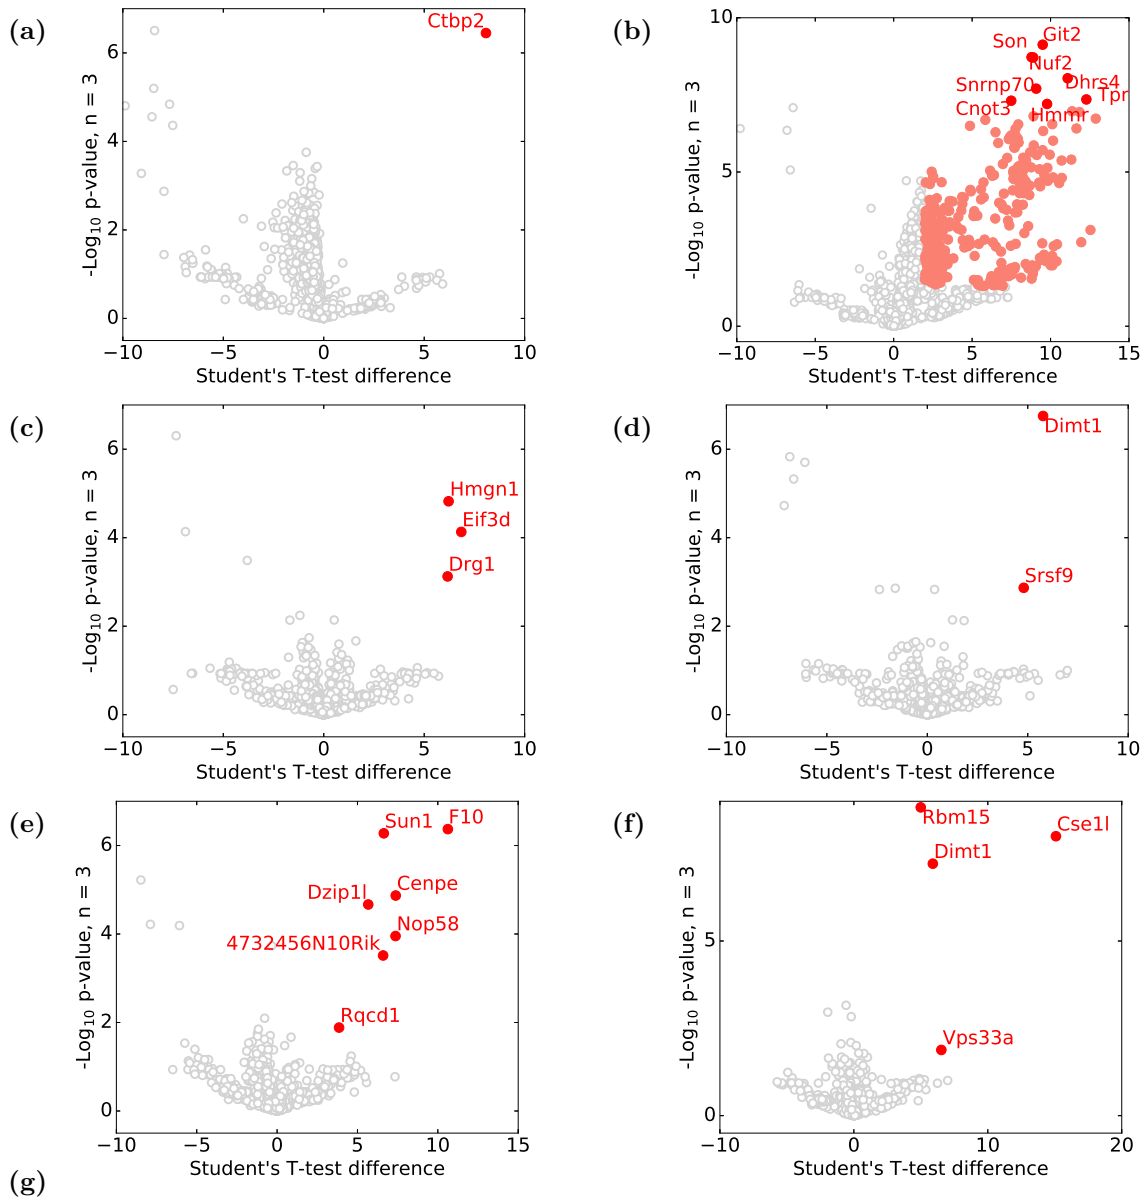 (a)
Ctbp2
6
4
2
0
-Log10 p-value, n = 3
−10 −5 0 5 10
Student's T-test difference
(b)
10
5
0
Son Git2
Nuf2
Snrnp70 Dhrs4
Tpr
Cnot3 Hmmr
-Log10 p-value, n = 3
−10 −5 0 5 10 15
Student's T-test difference
(c)
6
4
2
0
Hmgn1
Eif3d
Drg1
-Log10 p-value, n = 3
−10 −5 0 5 10
Student's T-test difference
(d)
6
4
2
0
Dimt1
Srsf9
-Log10 p-value, n = 3
−10 −5 0 5 10
Student's T-test difference
(e)
6
4
2
0
Sun1 F10
Dzip1l Cenpe
Nop58
4732456N10Rik
Rqcd1
-Log10 p-value, n = 3
−10 −5 0 5 10 15
Student's T-test difference
(f)
5
0
Rbm15
Cse1l
Dimt1
Vps33a
-Log10 p-value, n = 3
−10 0 10 20
Student's T-test difference
(g)